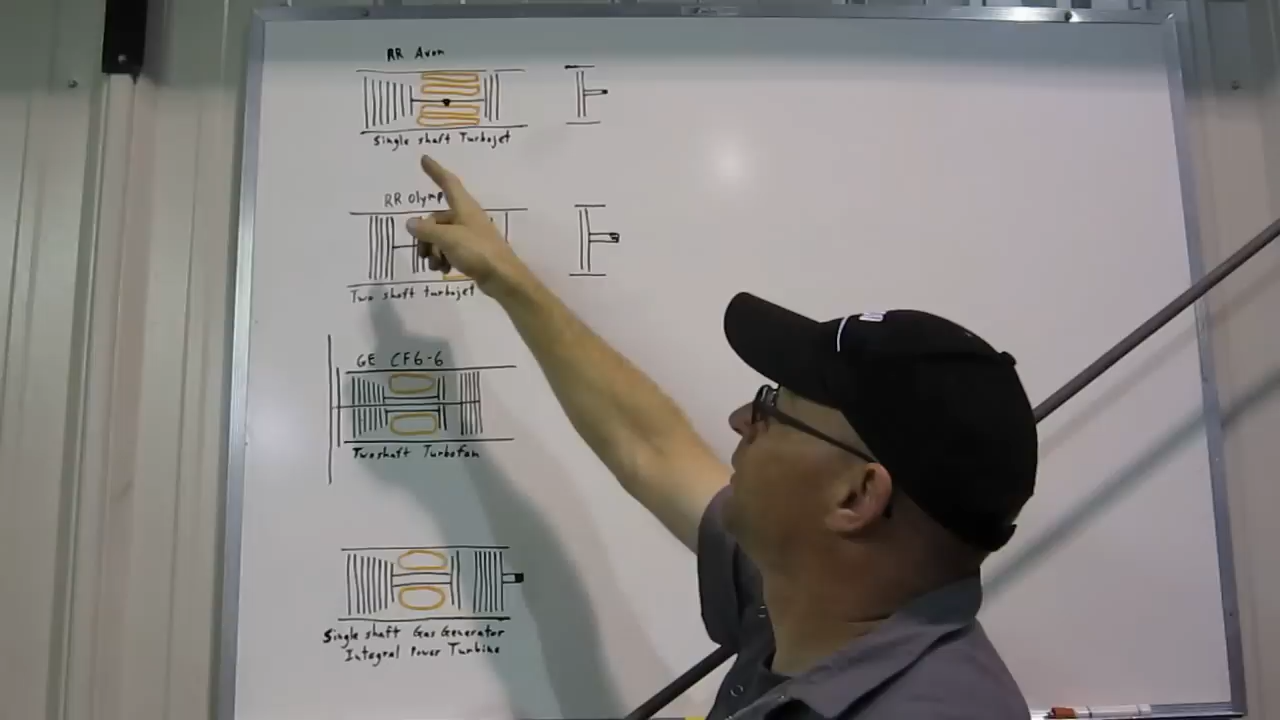 RR Avon
Single shaft Turbojet
RR Olymp
Two shaft turbojet
GE CF6-6
Two shaft Turbofan
Single shaft Gas Generator
Integral Power Turbine